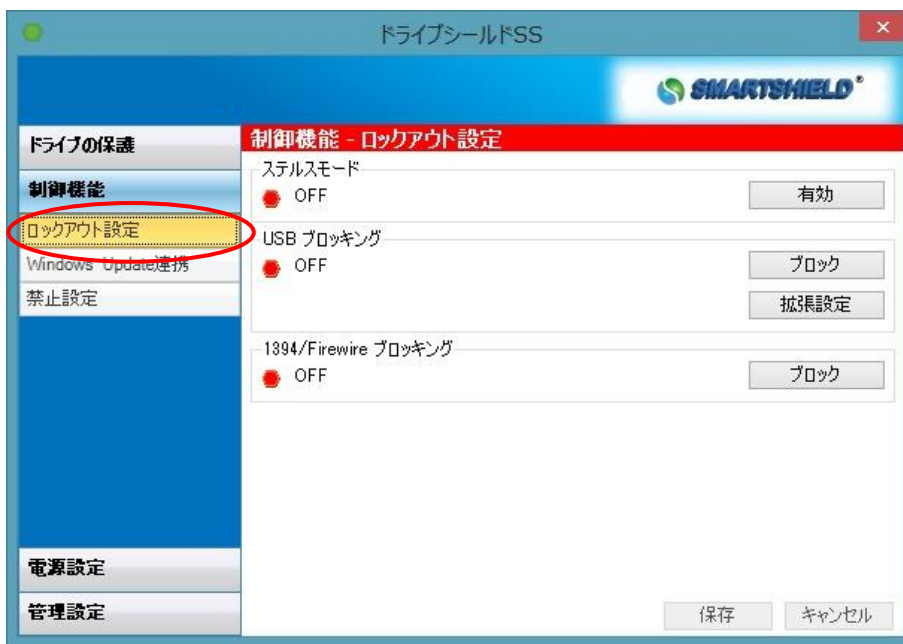 ドライブシールドSS
SMARTSHIELD®
ドライブの保護
制御機能
ロックアウト設定
Windows Update連携
禁止設定
電源設定
管理設定
制御機能 - ロックアウト設定
ステルスモード
OFF
有効
USB ブロッキング
OFF
ブロック
拡張設定
1394/Firewire ブロッキング
OFF
ブロック
保存
キャンセル